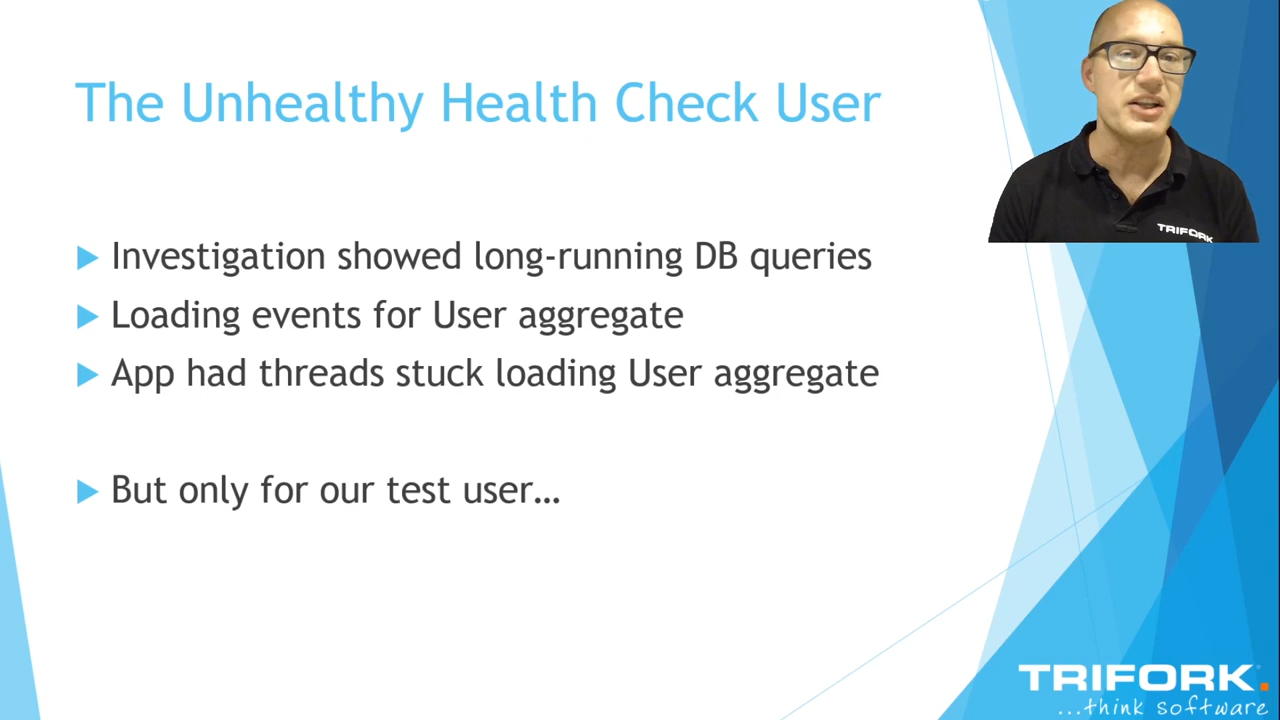 The Unhealthy Health Check User
Investigation showed long-running DB queries
Loading events for User aggregate
App had threads stuck loading User aggregate
But only for our test user…
TRIFORK.
TRIFORK.
...think software